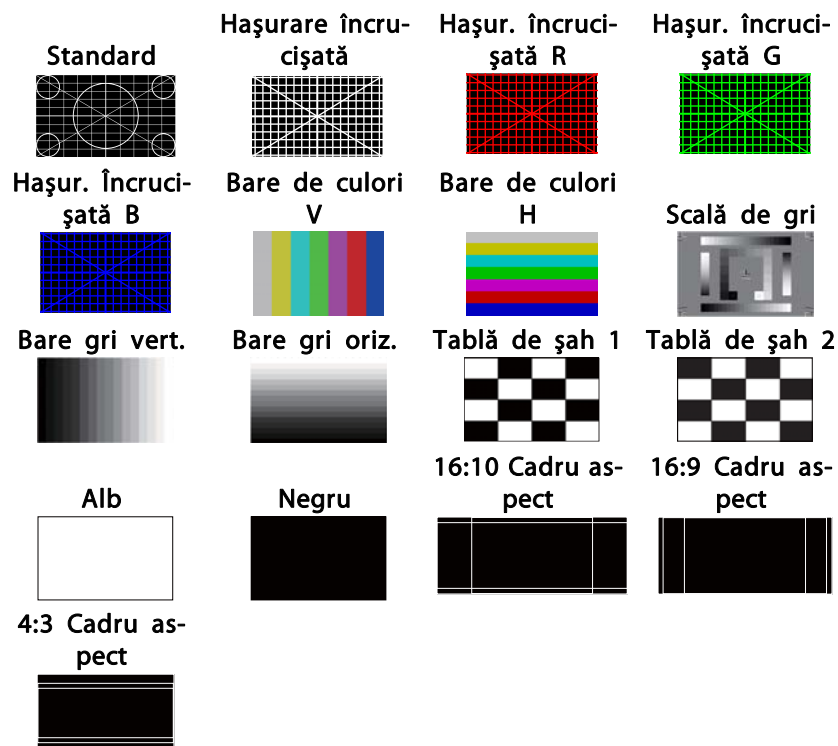 Standard
Haşurare încru-
cişată
Haşur. încruci-
şată R
Haşur. încruci-
şată G
Haşur. Încruci-
şată B
Bare de culori
V
Bare de culori
H
Scală de gri
Bare gri vert.
Bare gri oriz.
Tablă de şah 1
Tablă de şah 2
Alb
Negru
16:10 Cadru as-
pect
16:9 Cadru as-
pect
4:3 Cadru as-
pect